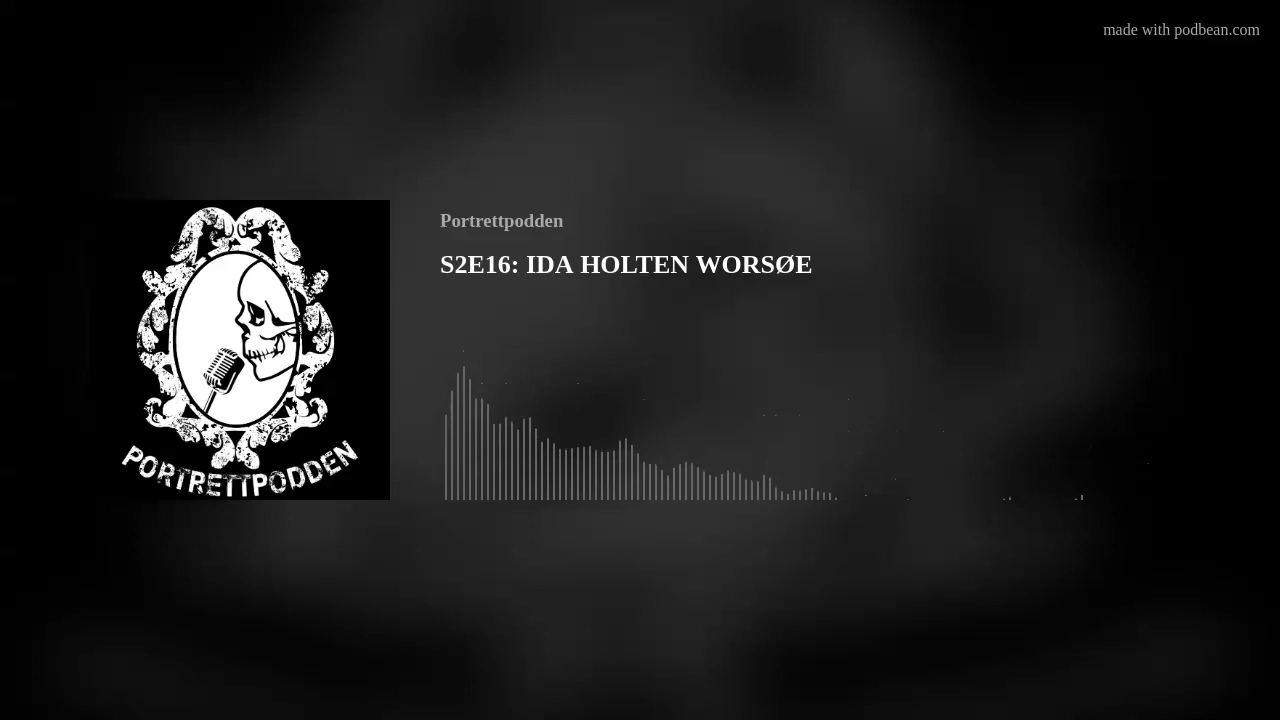 made with podbean.com
Portrettpodden
S2E16: IDA HOLTEN WORSØE
PORTRETTPODDEN